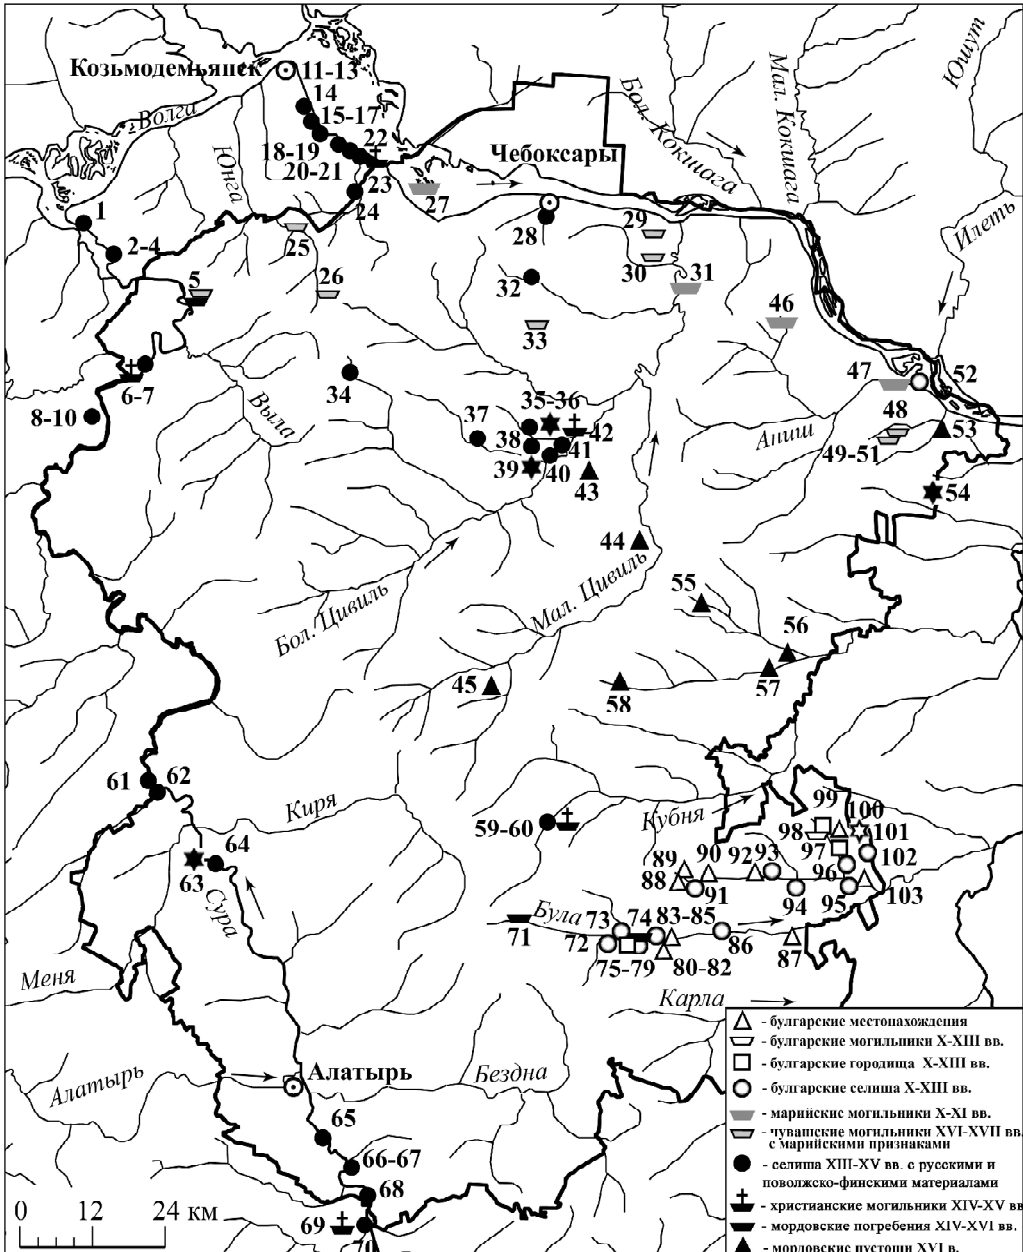 Козьмодемьянск
11-13
14
15-17
Волга
22
18-19
20-21
Юнга
23
24
27
Чебоксары
Бол. Кокшага
Мал. Кокшага
Юшут
Илеть
1
2-4
25
26
5
28
29
30
31
32
33
46
47
52
6-7
8-10
34
Выла
35-36
37
38
39
40
41
42
43
48
Аниш
49-51
53
54
44
Бол. Цивиль
Мал. Цивиль
55
56
57
45
58
61
62
Киря
59-60
Кубня
99
100
98
101
97
102
64
63
Сура
89
90
92
93
96
88
91
94
95
103
71
Була
73
74
83-85
72
86
87
75-79
80-82
Меня
Карла
Алатырь
Алатырь
Бездна
65
66-67
68
69
70
0 12 24 км
- булгарские местонахождения
- булгарские могильники X-XIII вв.
- булгарские городища X-XIII вв.
- булгарские селища X-XIII вв.
- марийские могильники X-XI вв.
- чувашские могильники XVI-XVII вв.
с марийскими признаками
- селища XIII-XV вв. с русскими и
поволжско-финскими материалами
- христианские могильники XIV-XV вв
- мордовские погребения XIV-XVI вв.
- мордовские пустоши XVI в.